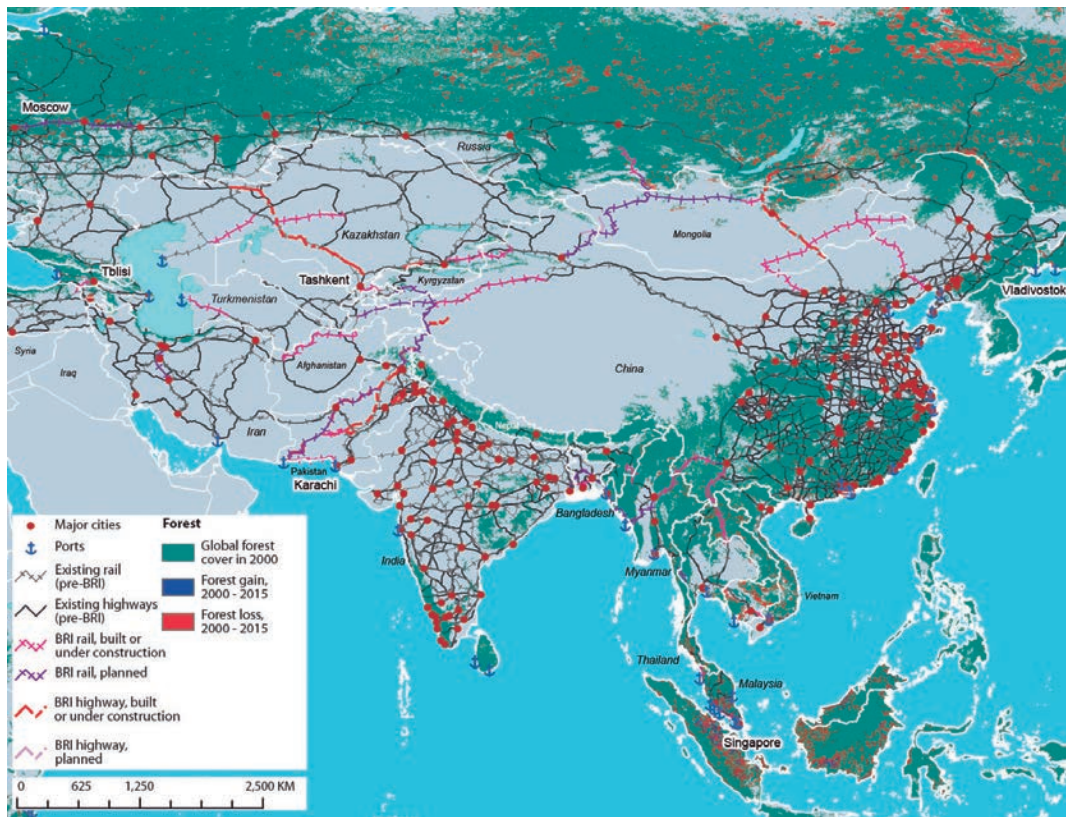 Moscow
Russia
Kazakhstan
Mongolia
Tblisi
Tashkent
Kyrgyzstan
Vladivostok
Turkmenistan
Syria
Iraq
Afghanistan
China
Iran
Nepal
Pakistan
Karachi
Bangladesh
India
Myanmar
Vietnam
Thailand
Malaysia
Singapore
Major cities
Ports
Existing rail
(pre-BRI)
Existing highways
(pre-BRI)
BRI rail, built or
under construction
BRI rail, planned
BRI highway, built
or under construction
BRI highway,
planned
Forest
Global forest
cover in 2000
Forest gain,
2000 - 2015
Forest loss,
2000 - 2015
0 625 1,250 2,500 KM